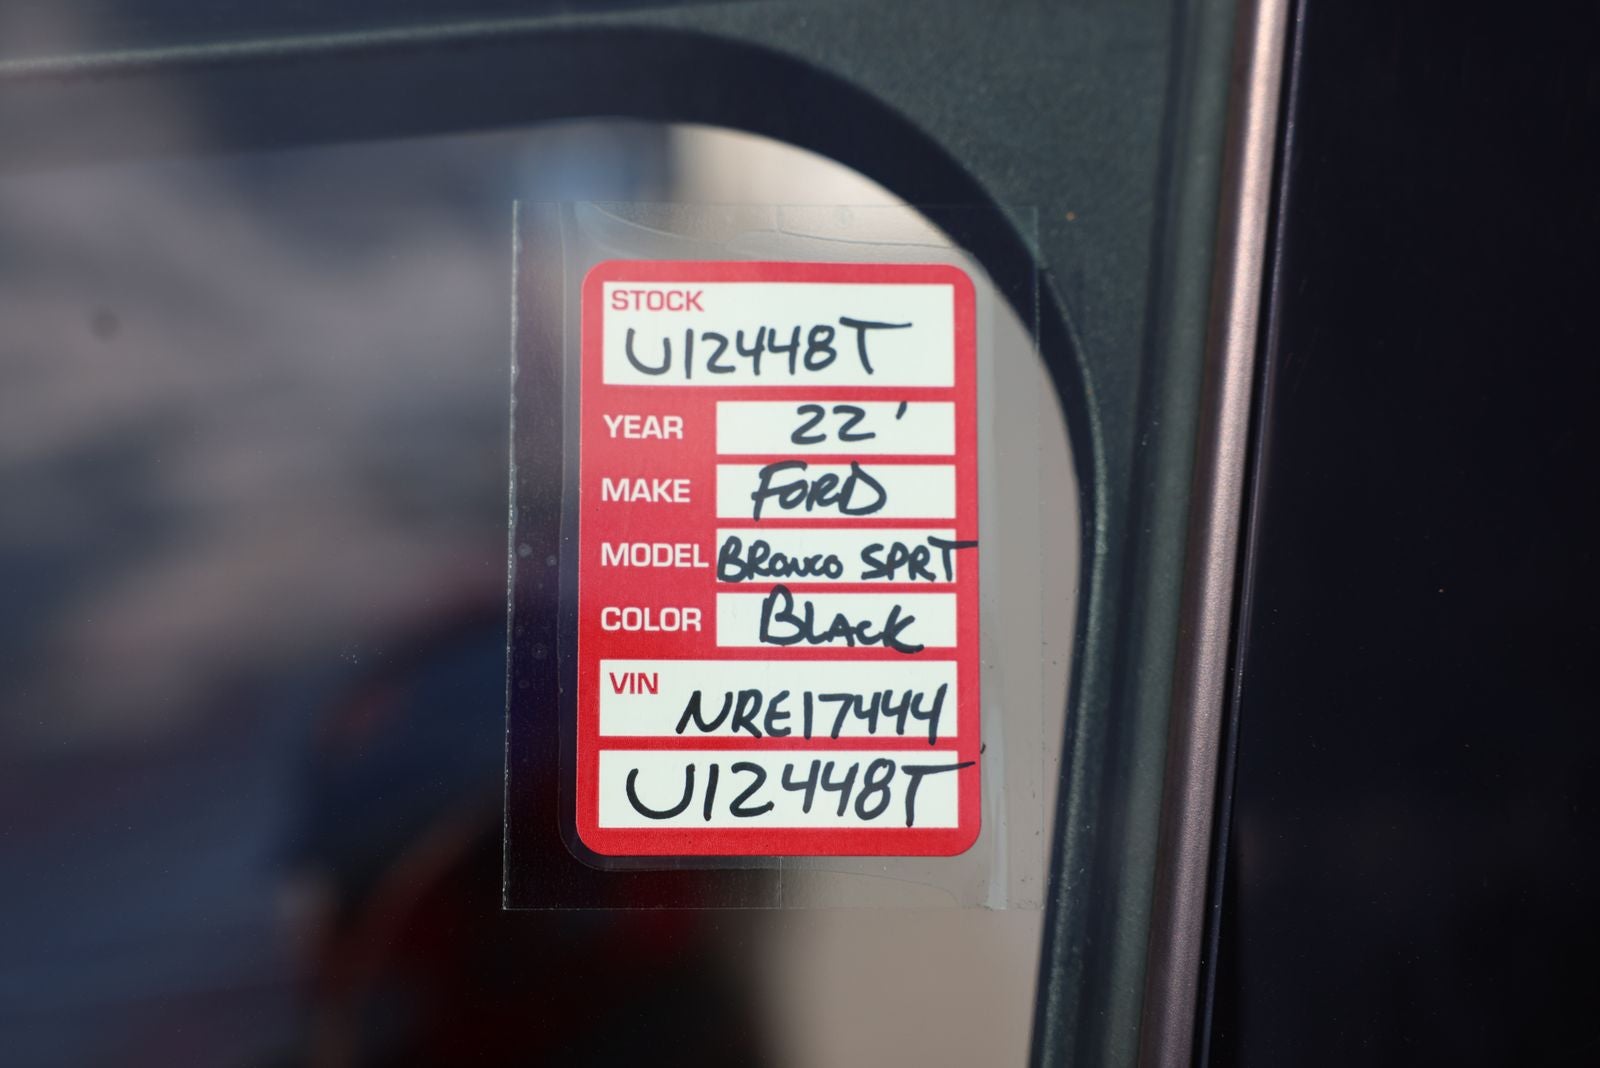 STOCK
U12448T
YEAR 22'
MAKE FORD
MODEL BRONCO SPRT
COLOR BLACK
VIN NRE17444
U12448T